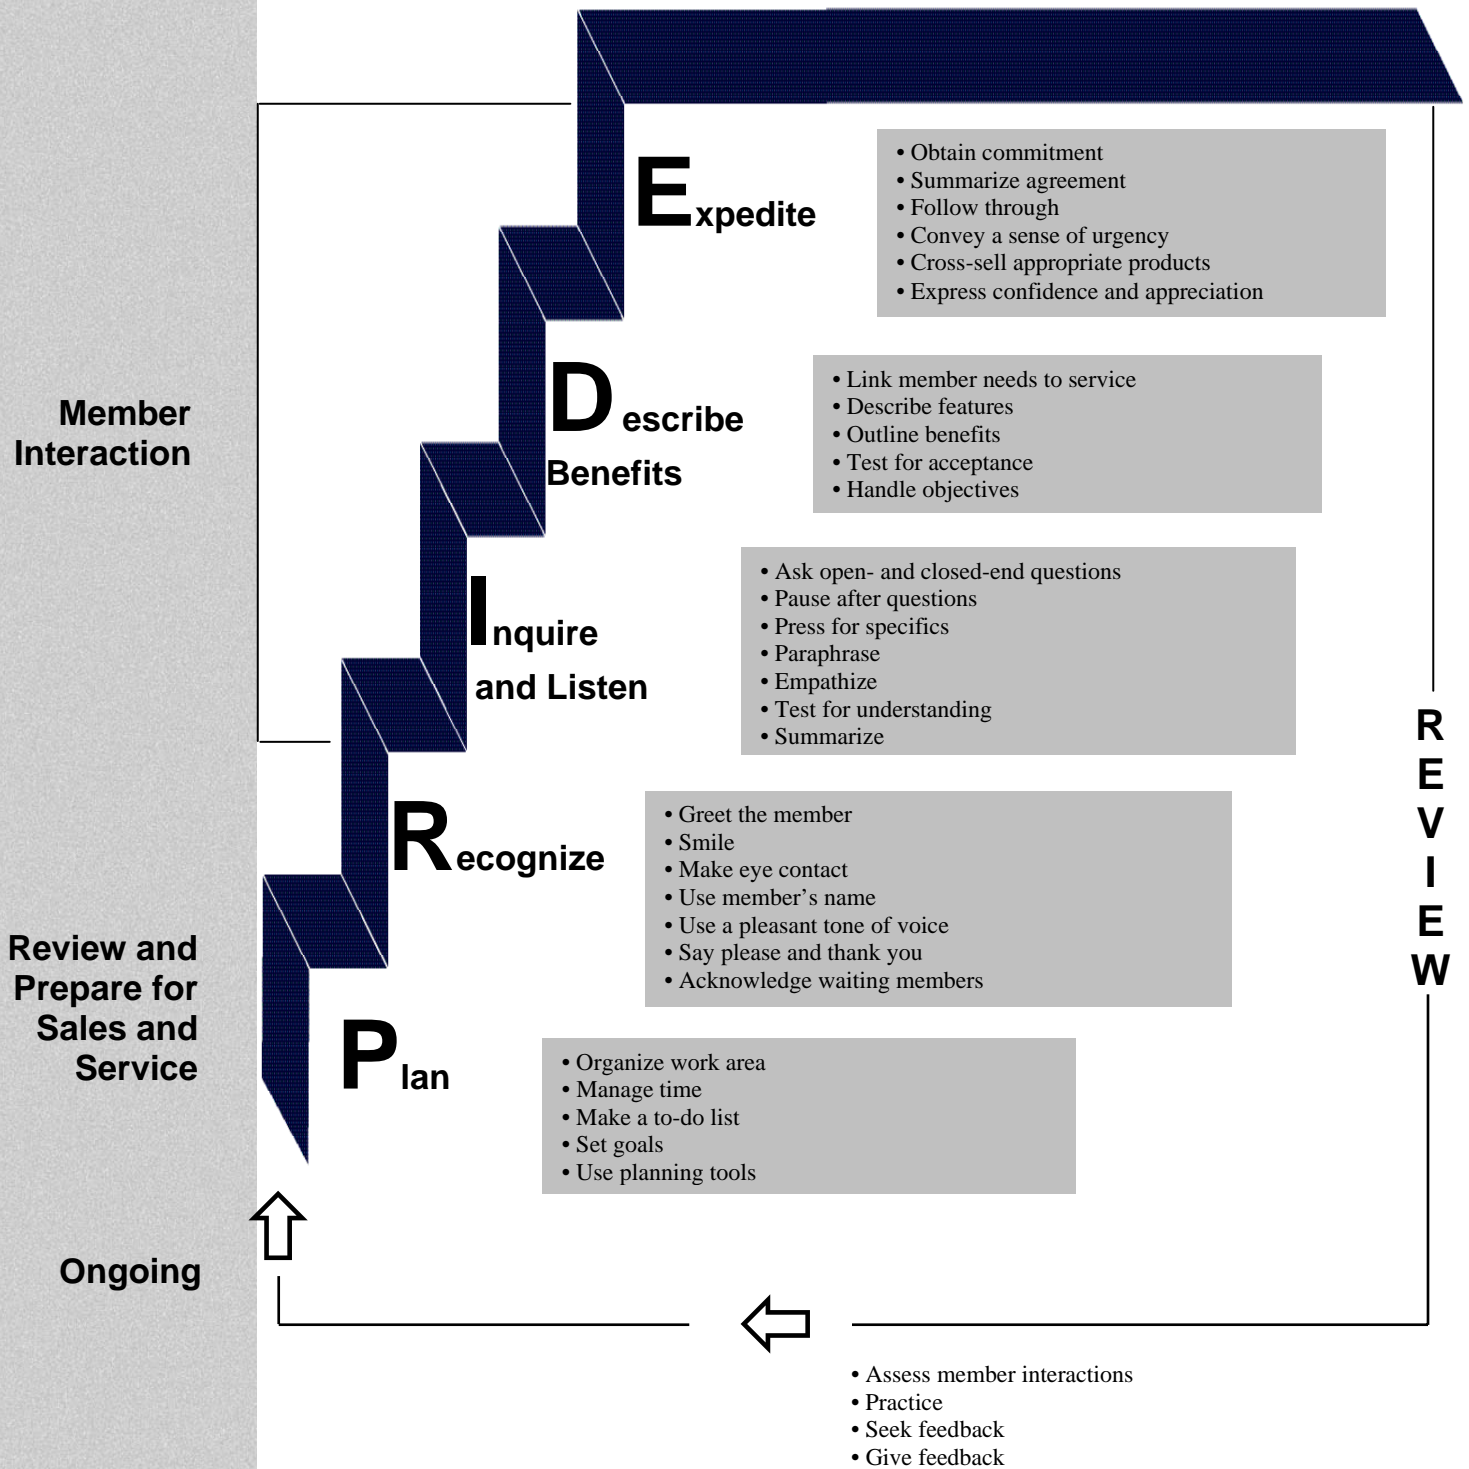 Expedite
• Obtain commitment
• Summarize agreement
• Follow through
• Convey a sense of urgency
• Cross-sell appropriate products
• Express confidence and appreciation
Member
Interaction
Describe
Benefits
• Link member needs to service
• Describe features
• Outline benefits
• Test for acceptance
• Handle objectives
Inquire
and Listen
• Ask open- and closed-end questions
• Pause after questions
• Press for specifics
• Paraphrase
• Empathize
• Test for understanding
• Summarize
Recognize
• Greet the member
• Smile
• Make eye contact
• Use member’s name
• Use a pleasant tone of voice
• Say please and thank you
• Acknowledge waiting members
REVIEW
Review and
Prepare for
Sales and
Service
Plan
• Organize work area
• Manage time
• Make a to-do list
• Set goals
• Use planning tools
Ongoing
• Assess member interactions
• Practice
• Seek feedback
• Give feedback